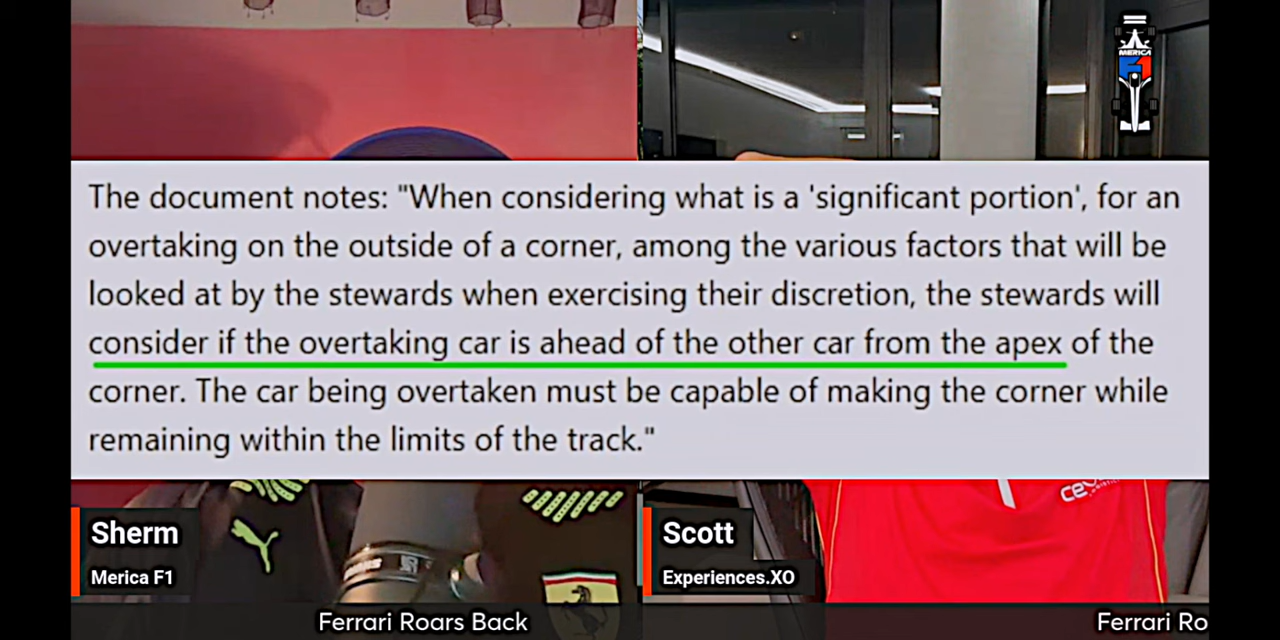 MERICA
F1
The document notes: "When considering what is a 'significant portion', for an
overtaking on the outside of a corner, among the various factors that will be
looked at by the stewards when exercising their discretion, the stewards will
consider if the overtaking car is ahead of the other car from the apex of the
corner. The car being overtaken must be capable of making the corner while
remaining within the limits of the track."
Sherm
Merica F1
Scott
Experiences.XO
Ferrari Roars Back
Ferrari Ro